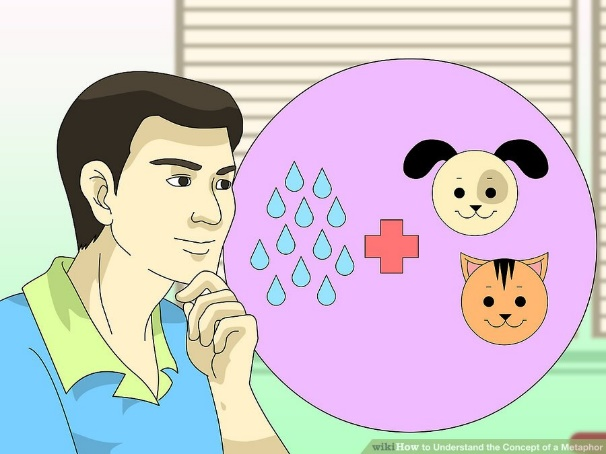 wikiHow to Understand the Concept of a Metaphor